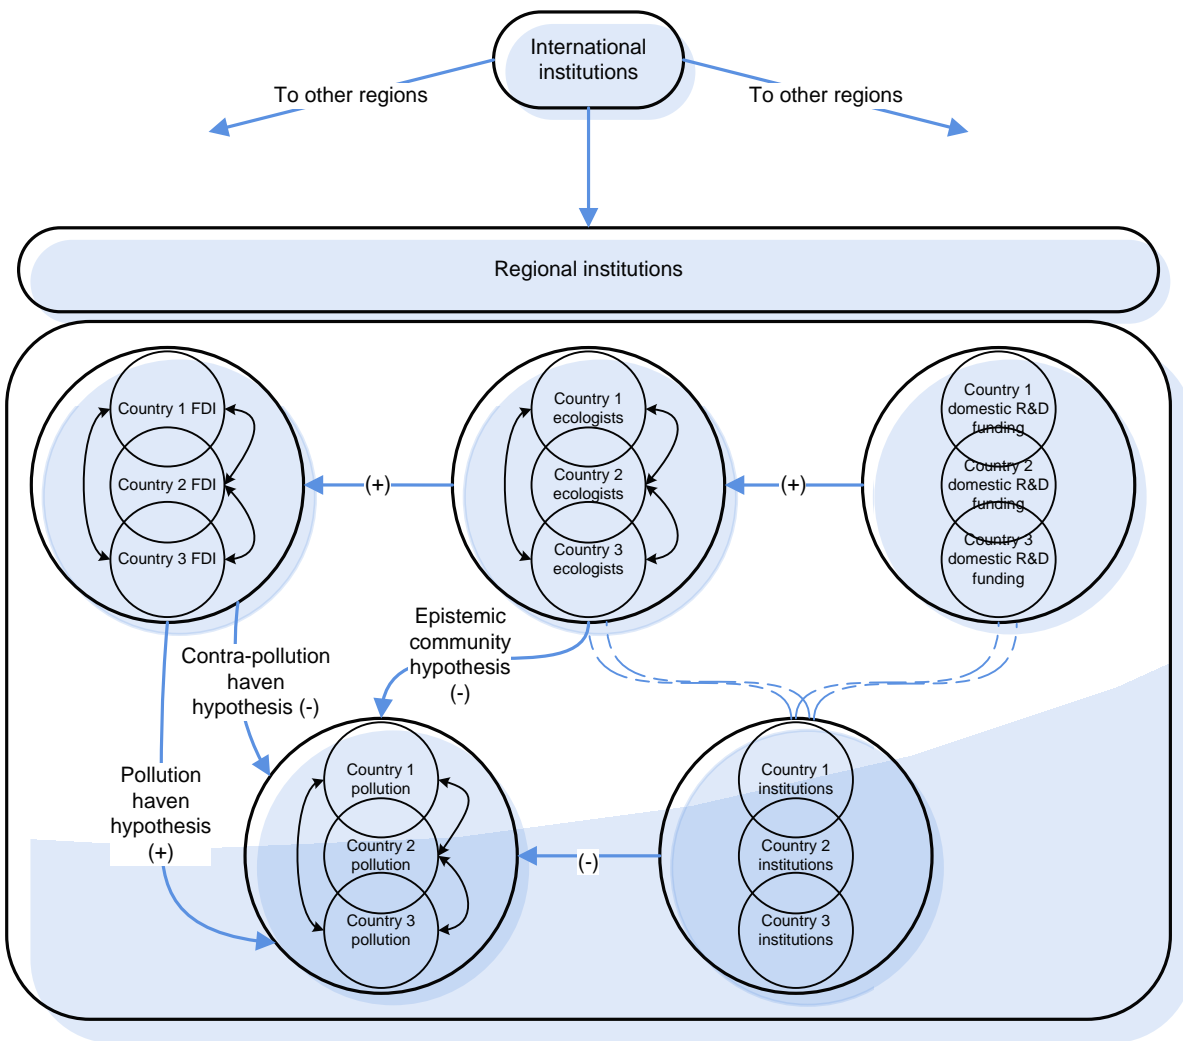 International
institutions
To other regions
To other regions
Regional institutions
Country 1 FDI
Country 2 FDI
Country 3 FDI
(+)
Country 1
ecologists
Country 2
ecologists
Country 3
ecologists
(+)
Country 1
domestic R&D
funding
Country 2
domestic R&D
funding
Country 3
domestic R&D
funding
Contra-pollution
haven
hypothesis (-)
Epistemic
community
hypothesis
(-)
Pollution
haven
hypothesis
(+)
Country 1
pollution
Country 2
pollution
Country 3
pollution
(-)
Country 1
institutions
Country 2
institutions
Country 3
institutions